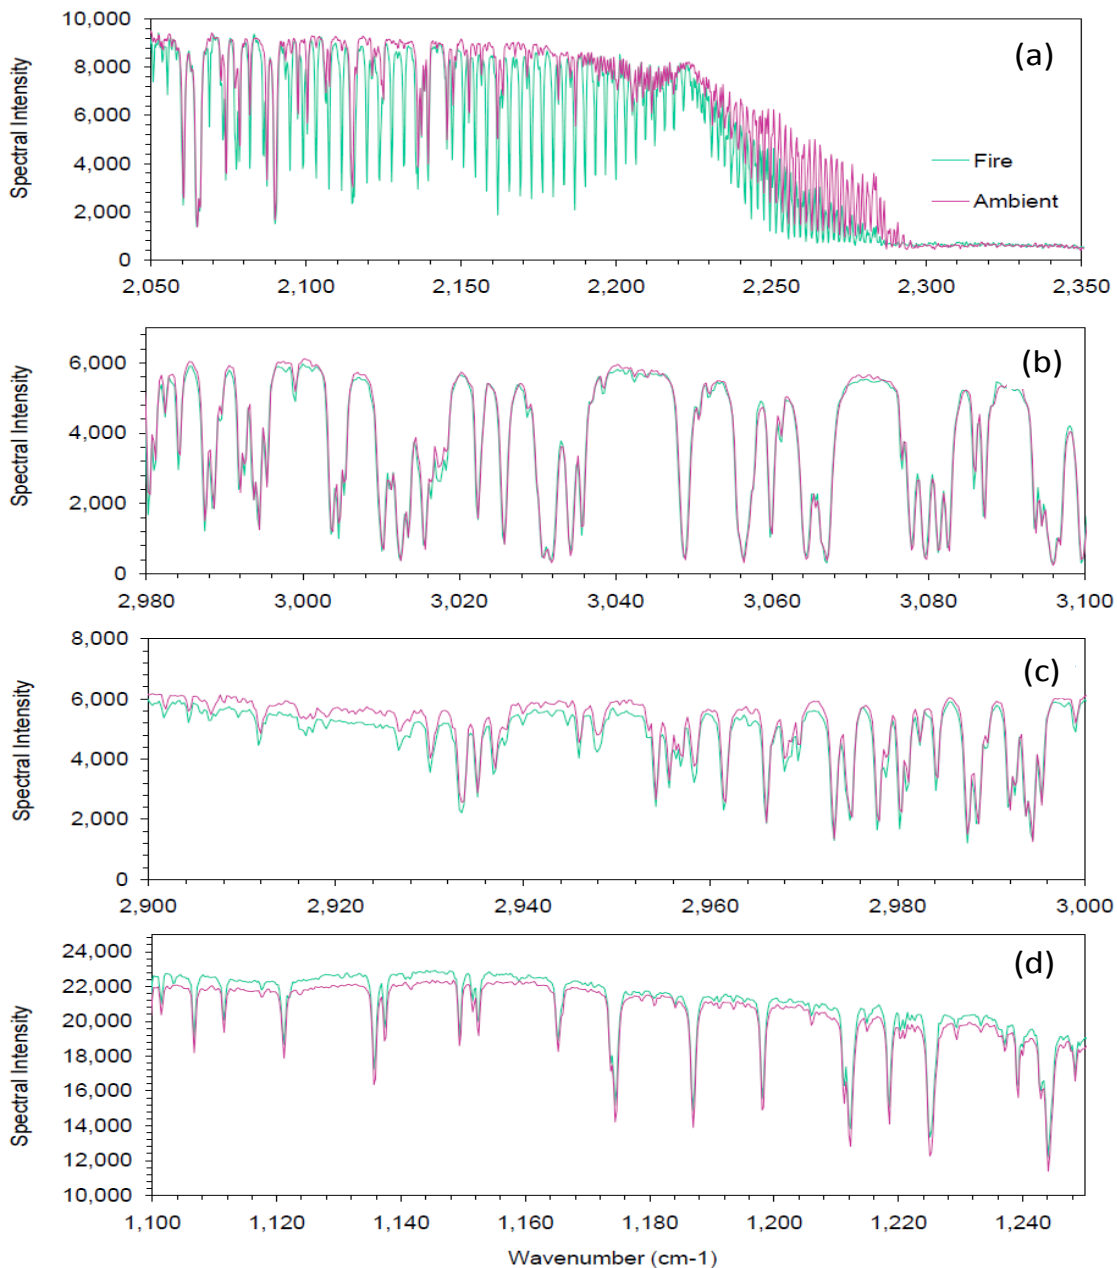 10,000
8,000
6,000
4,000
2,000
0
Spectral Intensity
(a)
Fire
Ambient
2,050 2,100 2,150 2,200 2,250 2,300 2,350
6,000
4,000
2,000
0
Spectral Intensity
(b)
2,980 3,000 3,020 3,040 3,060 3,080 3,100
8,000
6,000
4,000
2,000
0
Spectral Intensity
(c)
2,900 2,920 2,940 2,960 2,980 3,000
24,000
22,000
20,000
18,000
16,000
14,000
12,000
10,000
Spectral Intensity
(d)
1,100 1,120 1,140 1,160 1,180 1,200 1,220 1,240
Wavenumber (cm-1)